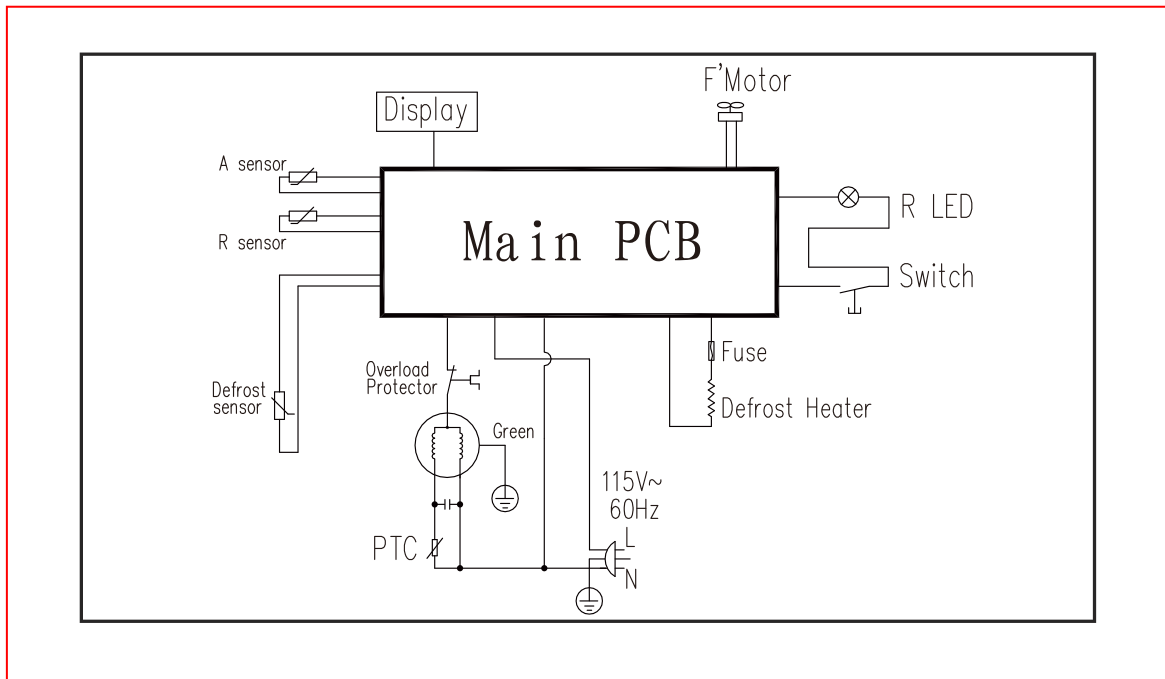 F'Motor
Display
A sensor
R sensor
Main PCB
R LED
Switch
Fuse
Overload
Protector
Defrost
sensor
Defrost Heater
Green
115V~
60Hz
L
PTC
N